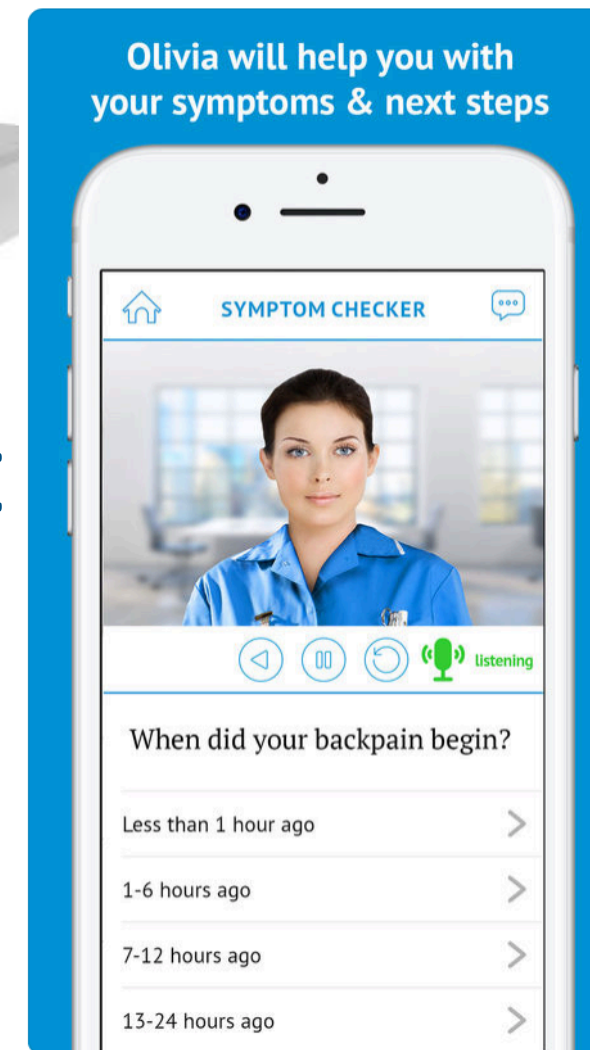 Olivia will help you with
your symptoms & next steps
SYMPTOM CHECKER
listening
When did your backpain begin?
Less than 1 hour ago
1-6 hours ago
7-12 hours ago
13-24 hours ago